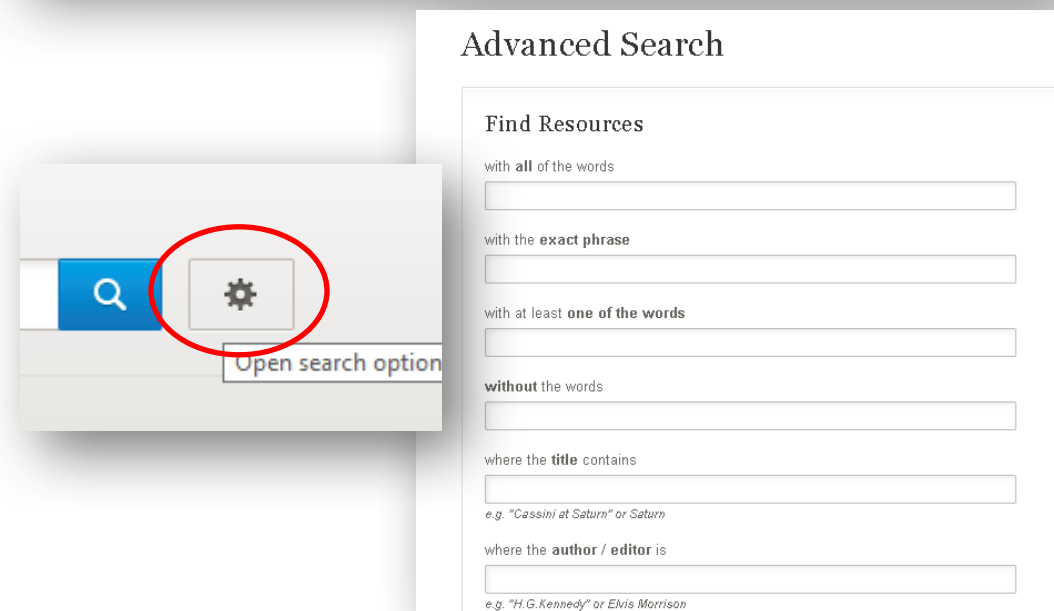 Advanced Search
Find Resources
with all of the words
with the exact phrase
with at least one of the words
without the words
where the title contains
e.g. "Cassini at Saturn" or Saturn
where the author / editor is
e.g. "H.G.Kennedy" or Elvis Morrison
Open search option